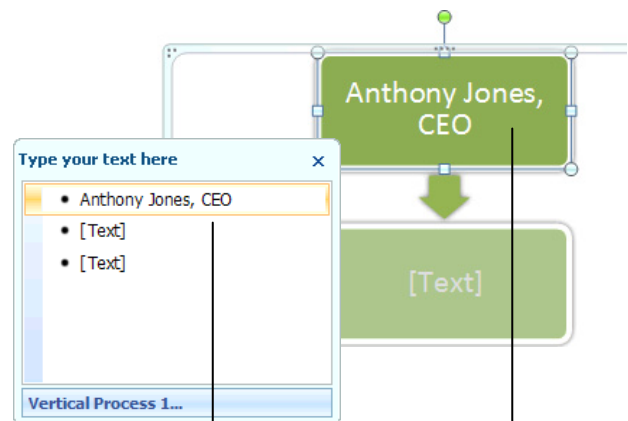 Anthony Jones,
CEO
Type your text here
• Anthony Jones, CEO
• [Text]
• [Text]
[Text]
Vertical Process 1...